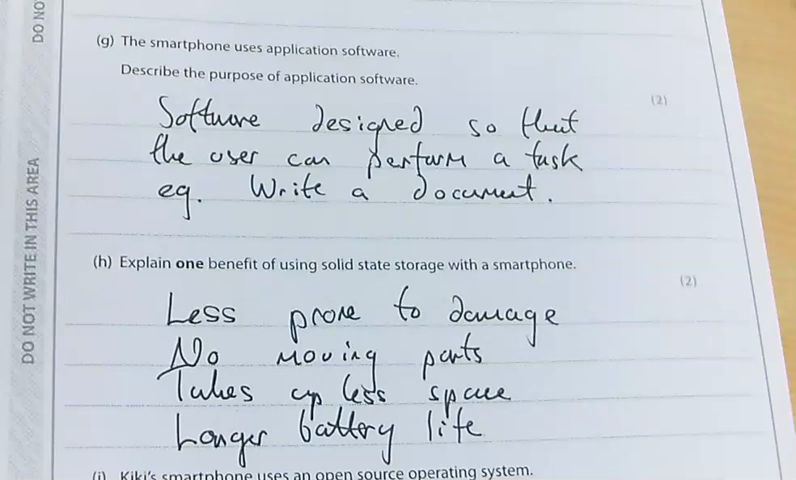 DO NO
(g) The smartphone uses application software.
Describe the purpose of application software.
(2)
Software designed so that
the user can perform a task
eg. Write a document.
DO NOT WRITE IN THIS AREA
(h) Explain one benefit of using solid state storage with a smartphone.
(2)
Less prone to damage
No moving parts
Takes up less space
Longer battery life
(i) Kiki's smartphone uses an open source operating system.